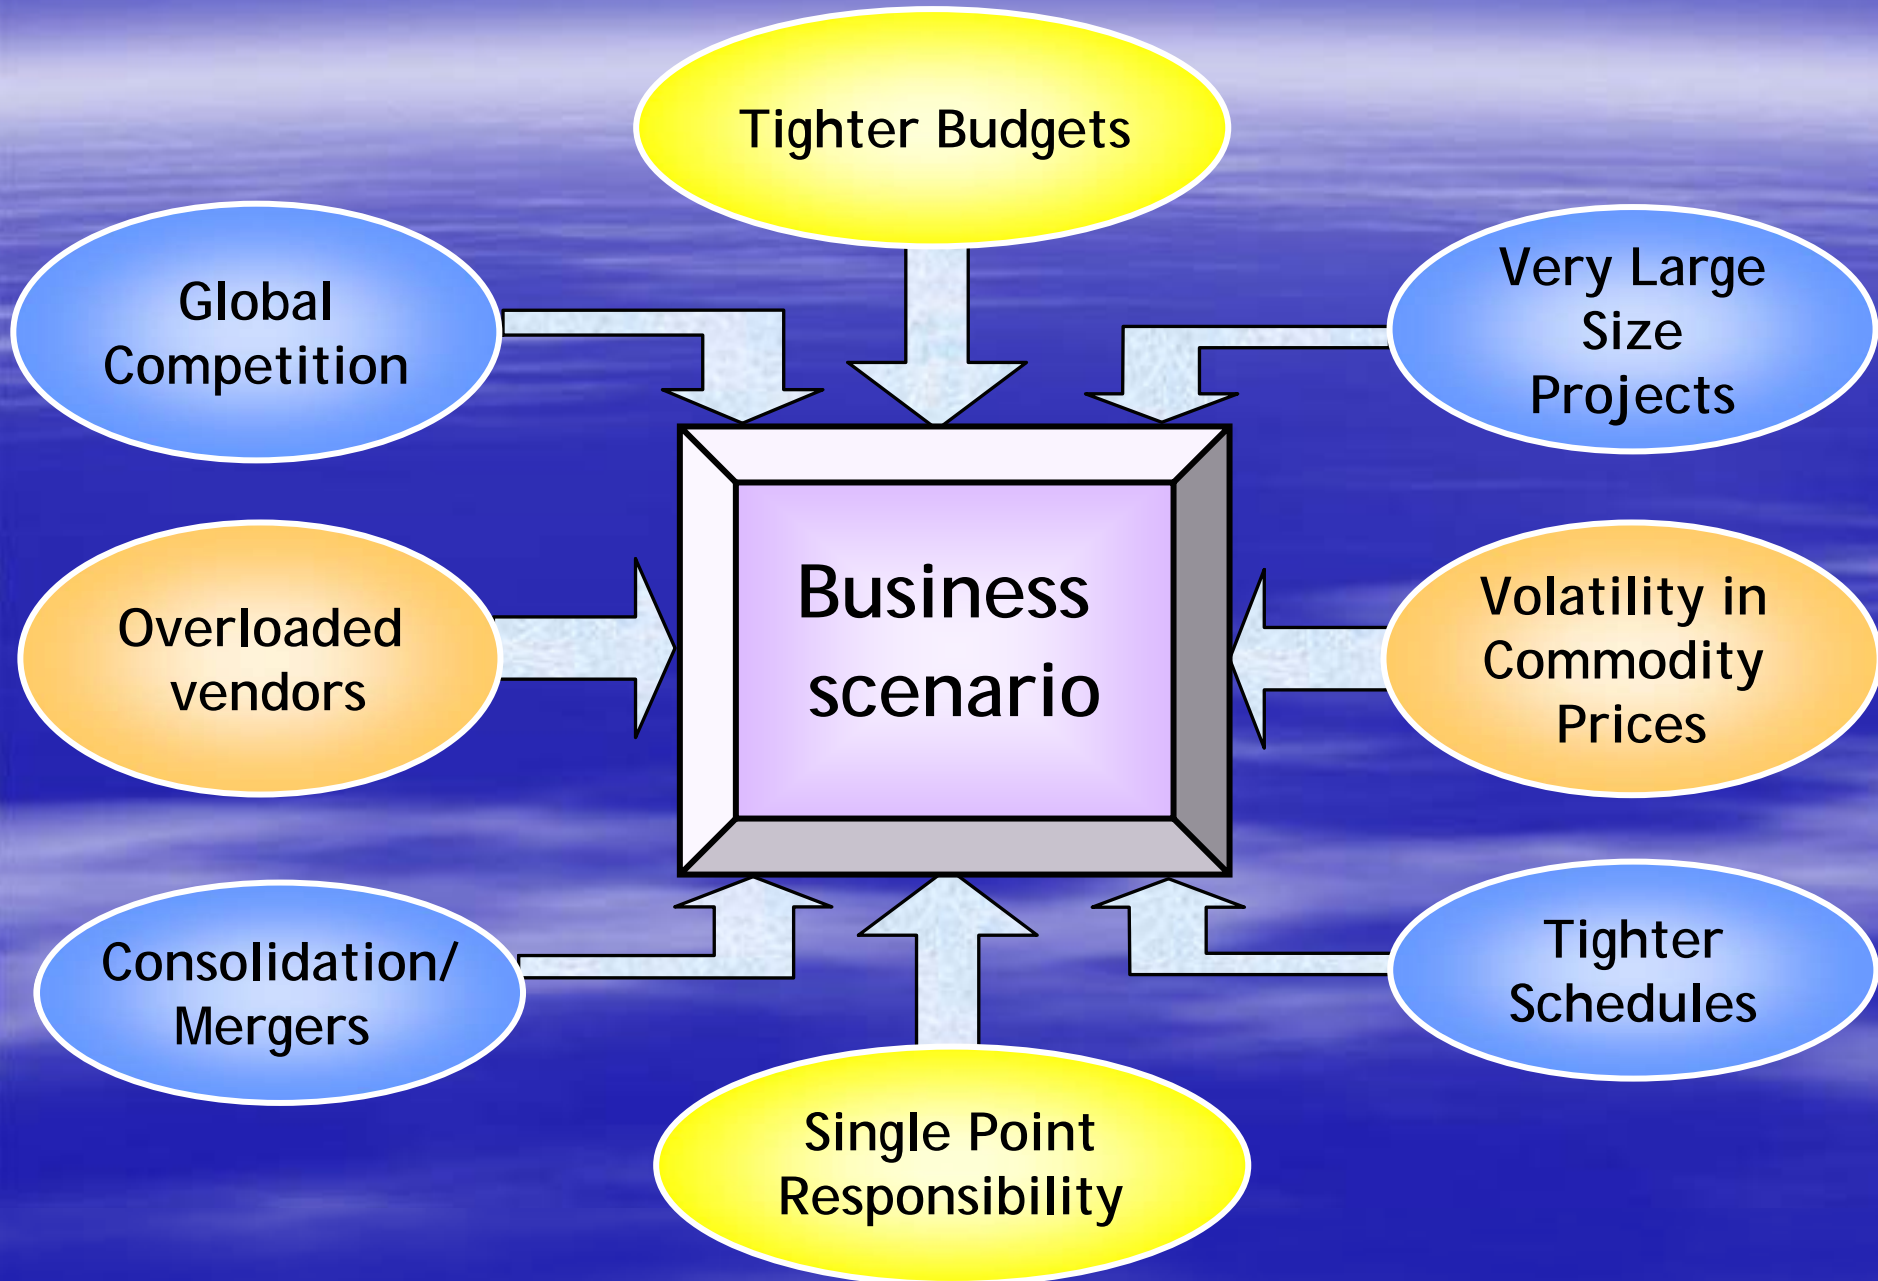 Tighter Budgets
Global
Competition
Very Large
Size
Projects
Business
scenario
Overloaded
vendors
Volatility in
Commodity
Prices
Consolidation/
Mergers
Tighter
Schedules
Single Point
Responsibility